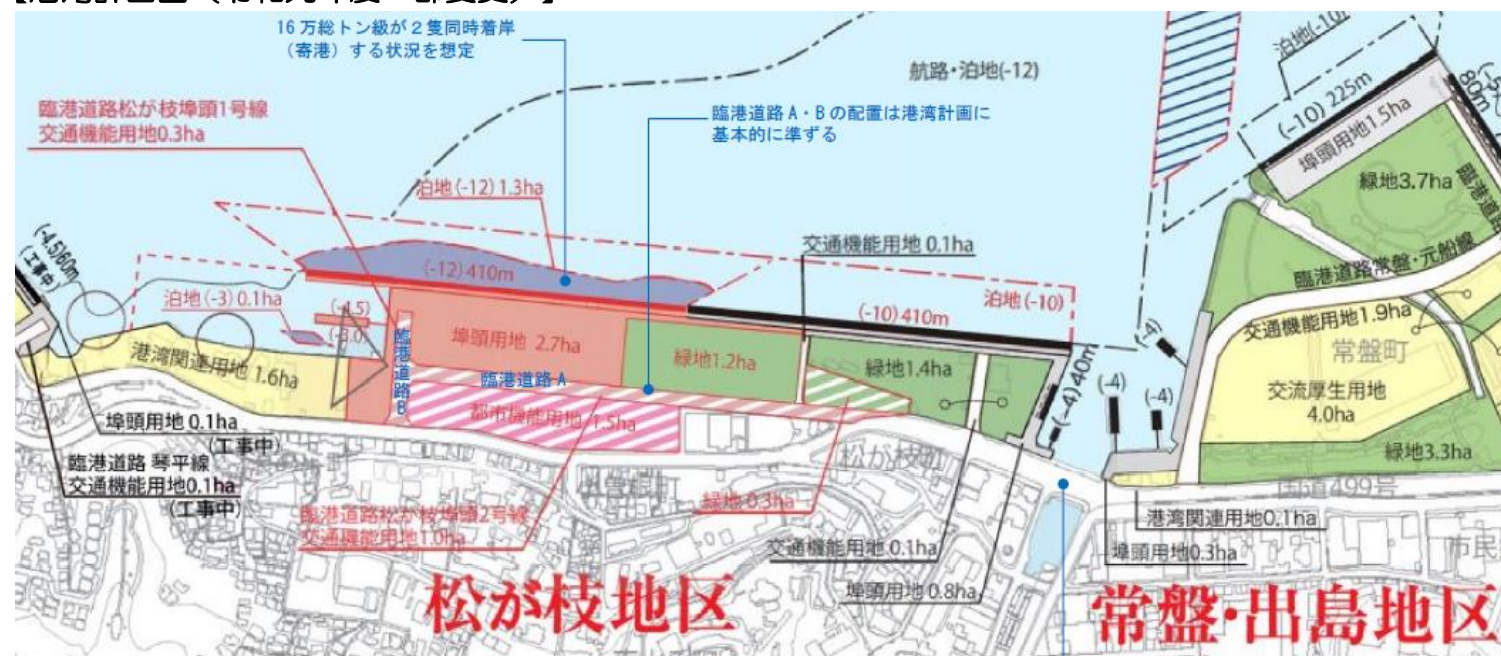 16万総トン級が2隻同時着岸
(寄港)する状況を想定
泊地(-10)
航路・泊地(-12)
(-10) 225m
埠頭用地1.5ha
80m
臨港道路松が枝埠頭1号線
交通機能用地0.3ha
臨港道路A・Bの配置は港湾計画に
基本的に準ずる
緑地3.7ha
臨港道路
泊地(-12) 1.3ha
(-4.5)60m
(工事中)
交通機能用地 0.1ha
臨港道路常盤・元船線
(-12) 410m
泊地(-3) 0.1ha
(-4.5)
(-3.0)
泊地(-10)
(-10) 410m
交通機能用地1.9ha
常盤町
港湾関連用地 1.6ha
臨港道路B
埠頭用地 2.7ha
緑地1.2ha
緑地1.4ha
(-4) 40m
(-4)
(-4)
(-4)
交流厚生用地
4.0ha
臨港道路A
都市機能用地 1.5ha
埠頭用地 0.1ha
(工事中)
臨港道路 琴平線
交通機能用地0.1ha
(工事中)
松が枝町
緑地3.3ha
国道499号
緑地0.3ha
臨港道路松が枝埠頭2号線
交通機能用地1.0ha
港湾関連用地0.1ha
交通機能用地 0.1ha
埠頭用地0.3ha
市民
埠頭用地 0.8ha
松が枝地区
常盤・出島地区